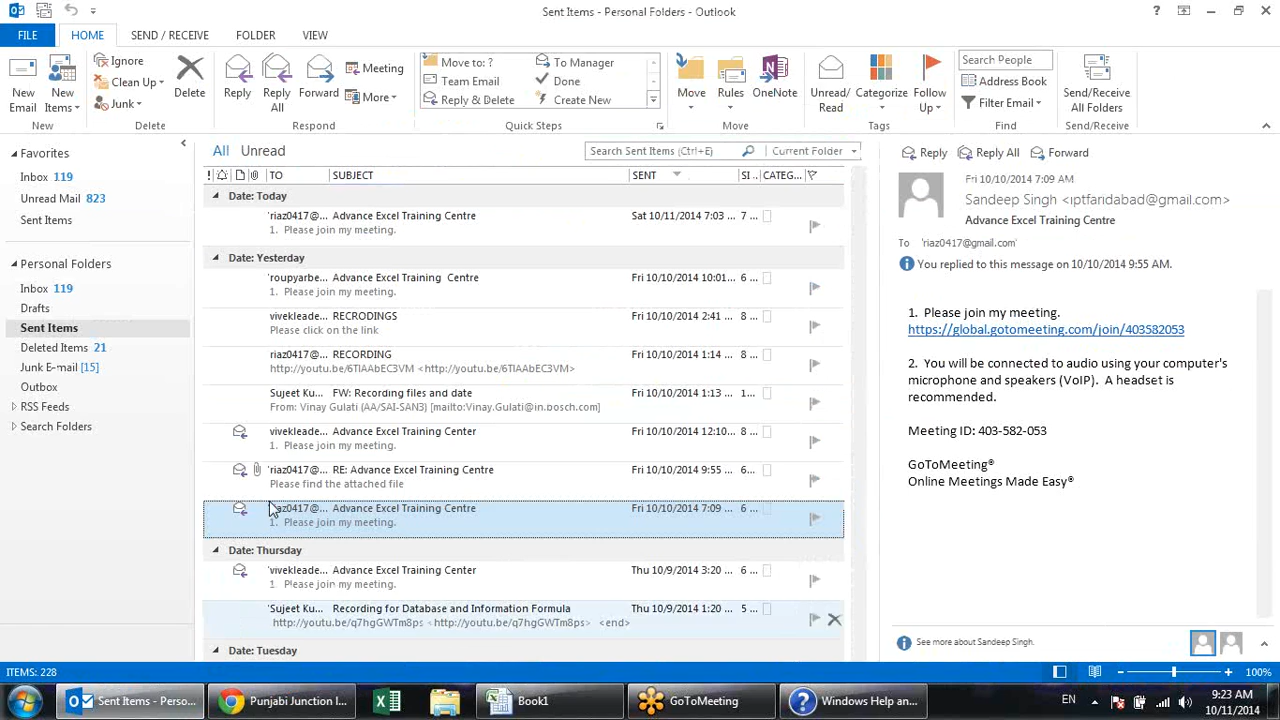 Sent Items - Personal Folders - Outlook
FILE
HOME
SEND / RECEIVE
FOLDER
VIEW
New Email
New Items
New
Ignore
Clean Up
Junk
Delete
Delete
Reply
Reply All
Forward
Meeting
More
Respond
Move to: ?
Team Email
Reply & Delete
To Manager
Done
Create New
Quick Steps
Move
Rules
OneNote
Move
Unread/ Read
Categorize
Follow Up
Tags
Search People
Address Book
Filter Email
Find
Send/Receive All Folders
Send/Receive
Favorites
Inbox 119
Unread Mail 823
Sent Items
Personal Folders
Inbox 119
Drafts
Sent Items
Deleted Items 21
Junk E-mail [15]
Outbox
RSS Feeds
Search Folders
All Unread
Search Sent Items (Ctrl+E)
Current Folder
TO SUBJECT SENT SI... CATEG...
Date: Today
'riaz0417@... Advance Excel Training Centre Sat 10/11/2014 7:03 ... 7 ...
1. Please join my meeting.
Date: Yesterday
'roupyarbe... Advance Excel Training Centre Fri 10/10/2014 10:01... 6 ...
1. Please join my meeting.
viveklea​de... RECRODINGS Fri 10/10/2014 2:41 ... 8 ...
Please click on the link
riaz0417@... RECORDING Fri 10/10/2014 1:14 ... 8 ...
http://youtu.be/6TlAAbEC3VM <http://youtu.be/6TlAAbEC3VM>
Sujeet Ku... FW: Recording files and date Fri 10/10/2014 1:13 ... 1...
From: Vinay Gulati (AA/SAI-SAN3) [mailto:Vinay.Gulati@in.bosch.com]
vivekleade... Advance Excel Training Center Fri 10/10/2014 12:10... 8 ...
1. Please join my meeting.
'riaz0417@... RE: Advance Excel Training Centre Fri 10/10/2014 9:55 ... 6...
Please find the attached file
'riaz0417@... Advance Excel Training Centre Fri 10/10/2014 7:09 ... 6 ...
1. Please join my meeting.
Date: Thursday
'vivekleade... Advance Excel Training Center Thu 10/9/2014 3:20 ... 6 ...
1 Please join my meeting.
'Sujeet Ku... Recording for Database and Information Formula Thu 10/9/2014 1:20 ... 5 ...
http://youtu.be/q7hgGWTm8ps <http://youtu.be/q7hgGWTm8ps> <end>
Date: Tuesday
Reply Reply All Forward
Fri 10/10/2014 7:09 AM
Sandeep Singh <iptfaridabad@gmail.com>
Advance Excel Training Centre
To 'riaz0417@gmail.com'
You replied to this message on 10/10/2014 9:55 AM.
1. Please join my meeting.
https://global.gotomeeting.com/join/403582053
2. You will be connected to audio using your computer's
microphone and speakers (VoIP). A headset is
recommended.
Meeting ID: 403-582-053
GoToMeeting®
Online Meetings Made Easy®
See more about Sandeep Singh.
ITEMS: 228
100%
Sent Items - Perso...
Punjabi Junction I...
Book1
GoToMeeting
Windows Help an...
EN
9:23 AM
10/11/2014